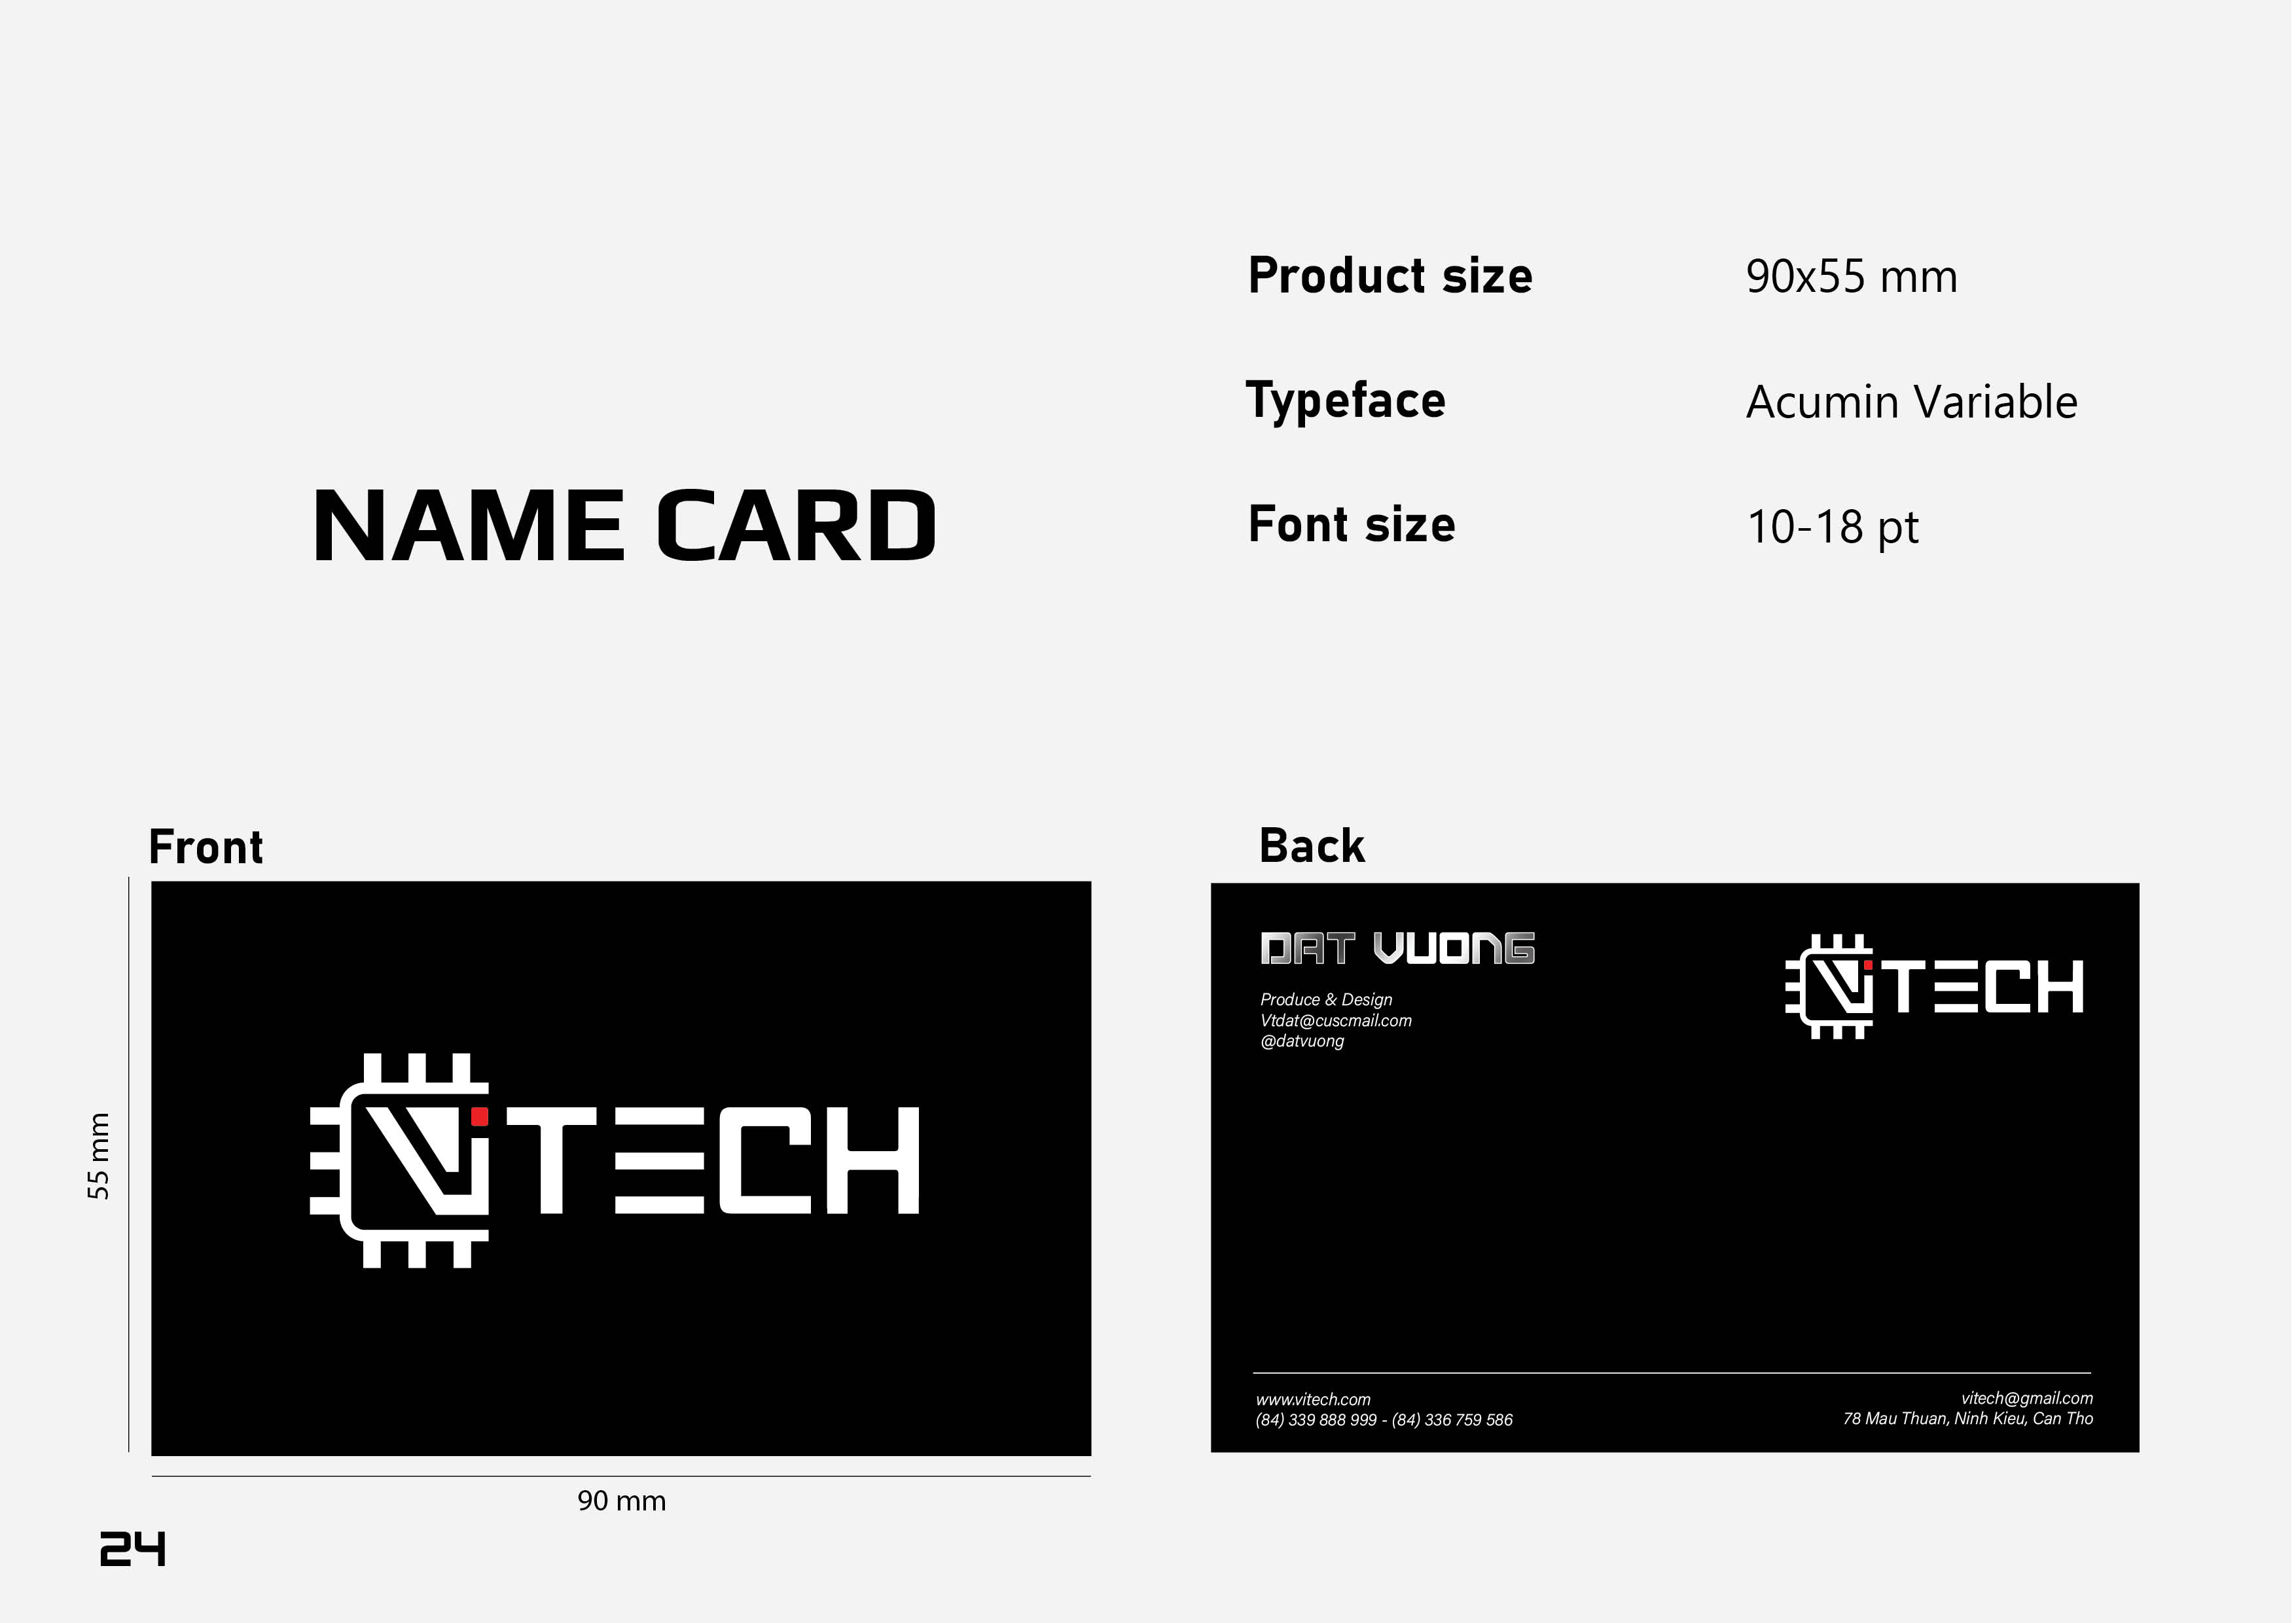 Product size 90x55 mm
Typeface Acumin Variable
NAME CARD
Font size 10-18 pt
Front
ViTECH
55 mm
90 mm
Back
DAT VUONG
Produce & Design
Vtdat@cuscmail.com
@datvuong
ViTECH
www.vitech.com
(84) 339 888 999 - (84) 336 759 586
vitech@gmail.com
78 Mau Thuan, Ninh Kieu, Can Tho
24